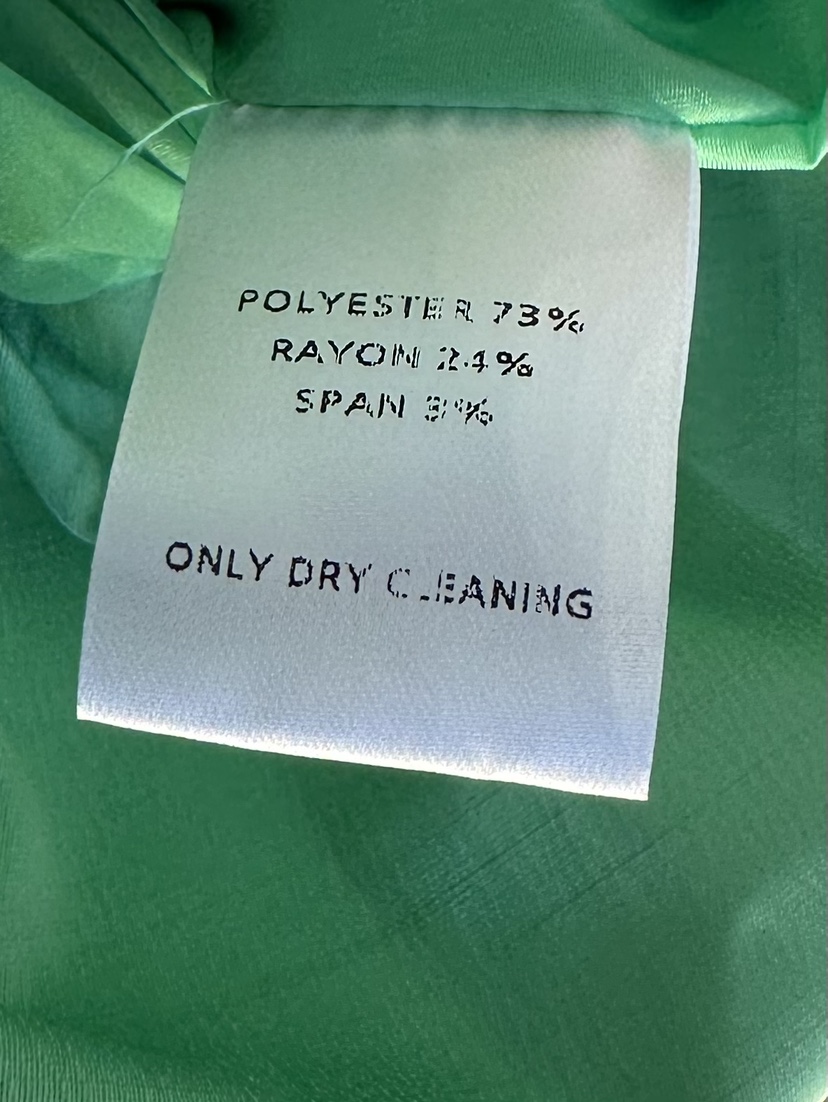 POLYESTER 73%
RAYON 24%
SPAN 3%
ONLY DRY CLEANING